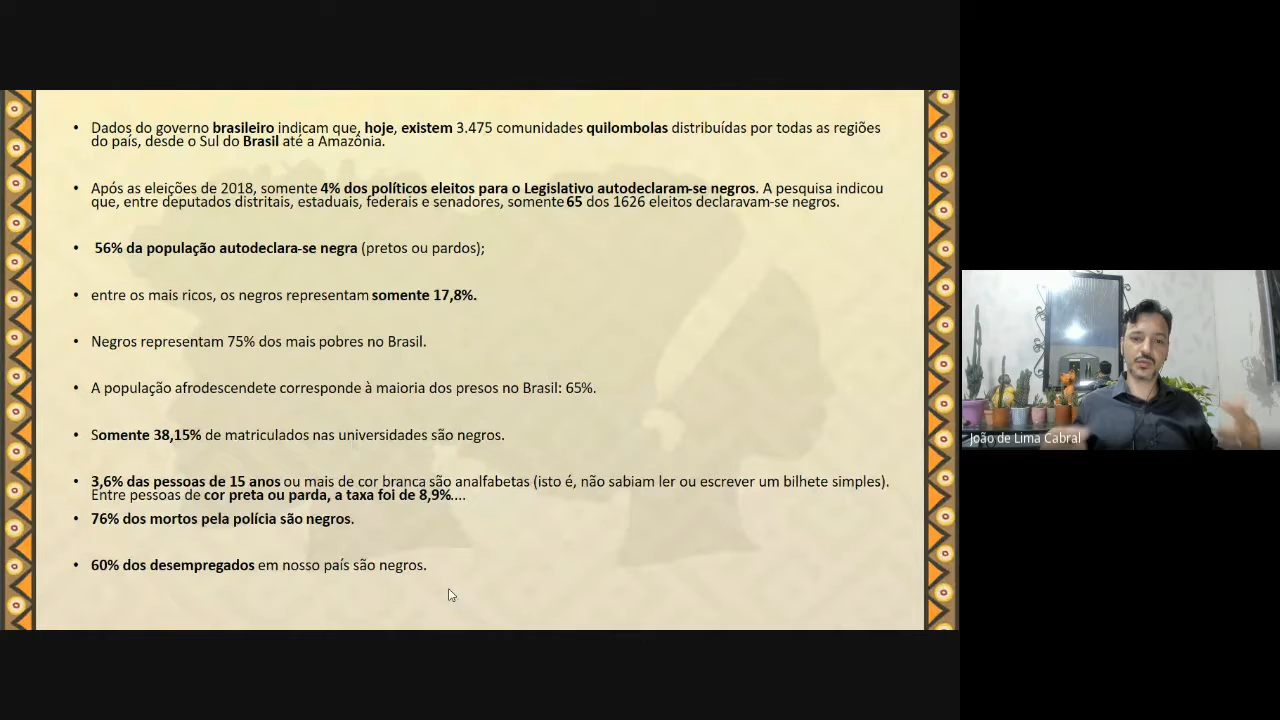 • Dados do governo brasileiro indicam que, hoje, existem 3.475 comunidades quilombolas distribuídas por todas as regiões
do país, desde o Sul do Brasil até a Amazônia.
• Após as eleições de 2018, somente 4% dos políticos eleitos para o Legislativo autodeclaram-se negros. A pesquisa indicou
que, entre deputados distritais, estaduais, federais e senadores, somente 65 dos 1626 eleitos declaravam-se negros.
• 56% da população autodeclara-se negra (pretos ou pardos);
• entre os mais ricos, os negros representam somente 17,8%.
• Negros representam 75% dos mais pobres no Brasil.
• A população afrodescendete corresponde à maioria dos presos no Brasil: 65%.
• Somente 38,15% de matriculados nas universidades são negros.
• 3,6% das pessoas de 15 anos ou mais de cor branca são analfabetas (isto é, não sabiam ler ou escrever um bilhete simples).
Entre pessoas de cor preta ou parda, a taxa foi de 8,9%....
• 76% dos mortos pela polícia são negros.
• 60% dos desempregados em nosso país são negros.
João de Lima Cabral